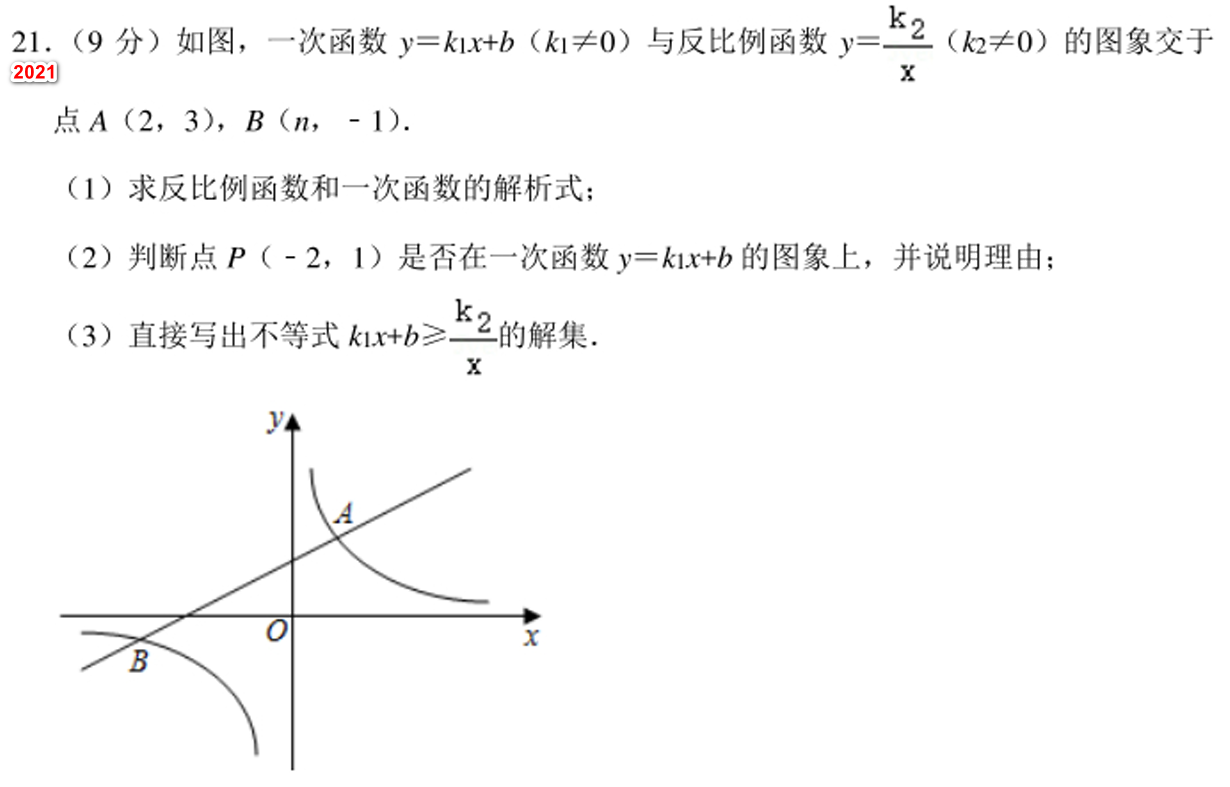 21.（9 分）如图，一次函数 y＝k1x+b（k1≠0）与反比例函数 y＝k2/x（k2≠0）的图象交于
2021
点 A（2，3），B（n，﹣1）．
（1）求反比例函数和一次函数的解析式；
（2）判断点 P（﹣2，1）是否在一次函数 y＝k1x+b 的图象上，并说明理由；
（3）直接写出不等式 k1x+b≥k2/x的解集．
y
A
O
x
B